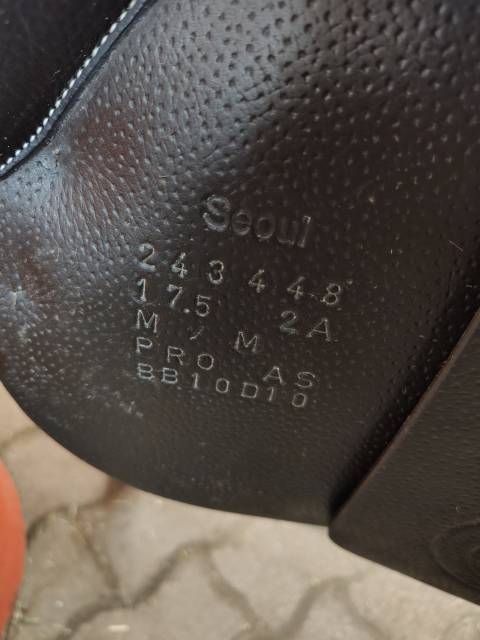 Seoul
243448
17.5 2A
M / M
PRO AS
BB10D10